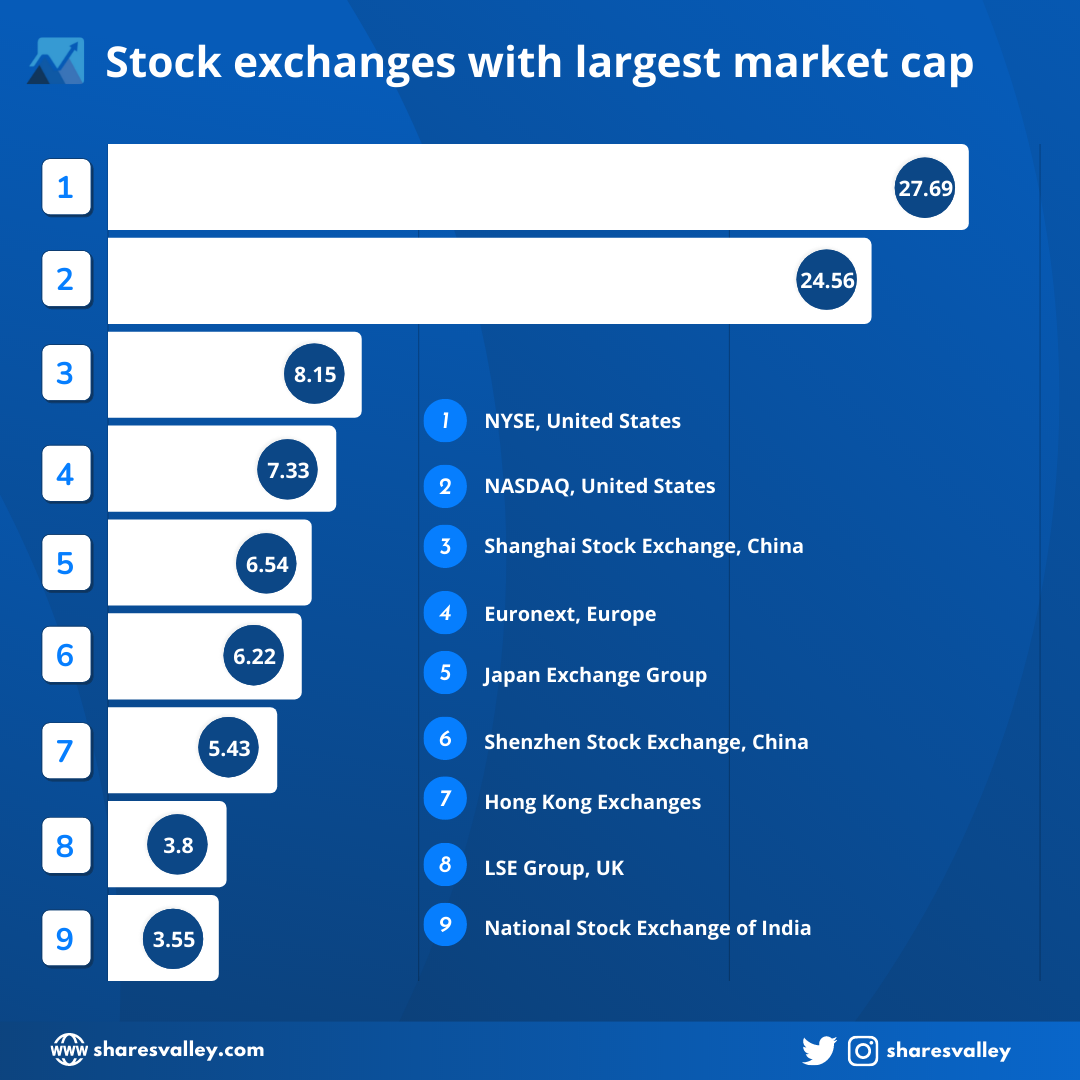 Stock exchanges with largest market cap
1
27.69
2
24.56
3
8.15
4
7.33
5
6.54
6
6.22
7
5.43
8
3.8
9
3.55
1 NYSE, United States
2 NASDAQ, United States
3 Shanghai Stock Exchange, China
4 Euronext, Europe
5 Japan Exchange Group
6 Shenzhen Stock Exchange, China
7 Hong Kong Exchanges
8 LSE Group, UK
9 National Stock Exchange of India
WWW sharesvalley.com
sharesvalley